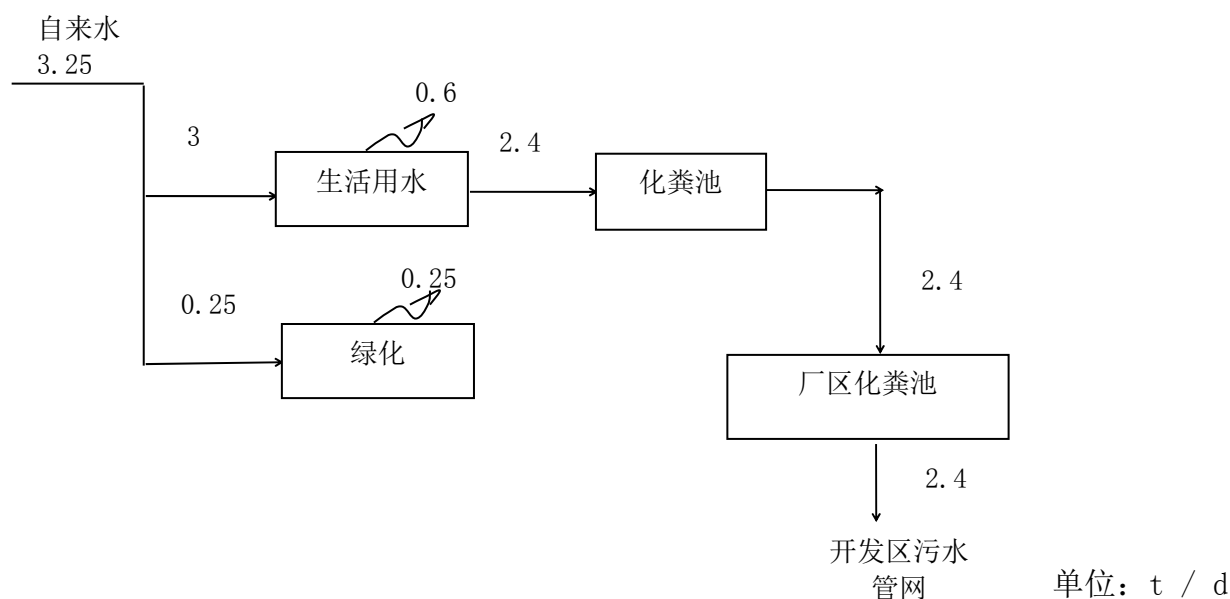 自来水
3.25
0.6
3
2.4
生活用水
化粪池
0.25
0.25
2.4
绿化
厂区化粪池
2.4
开发区污水
管网
单位：t / d